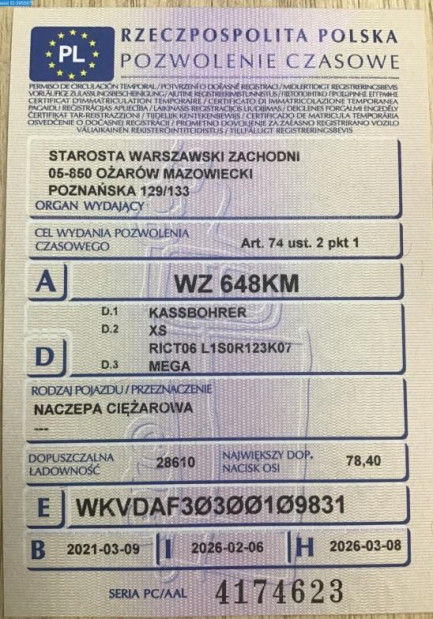 PL
RZECZPOSPOLITA POLSKA
POZWOLENIE CZASOWE
STAROSTA WARSZAWSKI ZACHODNI
05-850 OŻARÓW MAZOWIECKI
POZNAŃSKA 129/133
ORGAN WYDAJĄCY
CEL WYDANIA POZWOLENIA
CZASOWEGO
Art. 74 ust. 2 pkt 1
A
WZ 648KM
D.1 KASSBOHRER
D.2 XS
RICT06 L1S0R123K07
D
D.3 MEGA
RODZAJ POJAZDU / PRZEZNACZENIE
NACZEPA CIĘŻAROWA
---
DOPUSZCZALNA
ŁADOWNOŚĆ
28610
NAJWIĘKSZY DOP.
NACISK OSI
78,40
E WKVDAF3Ø3ØØ1Ø9831
B 2021-03-09 I 2026-02-06 H 2026-03-08
SERIA PC/AAL 4174623